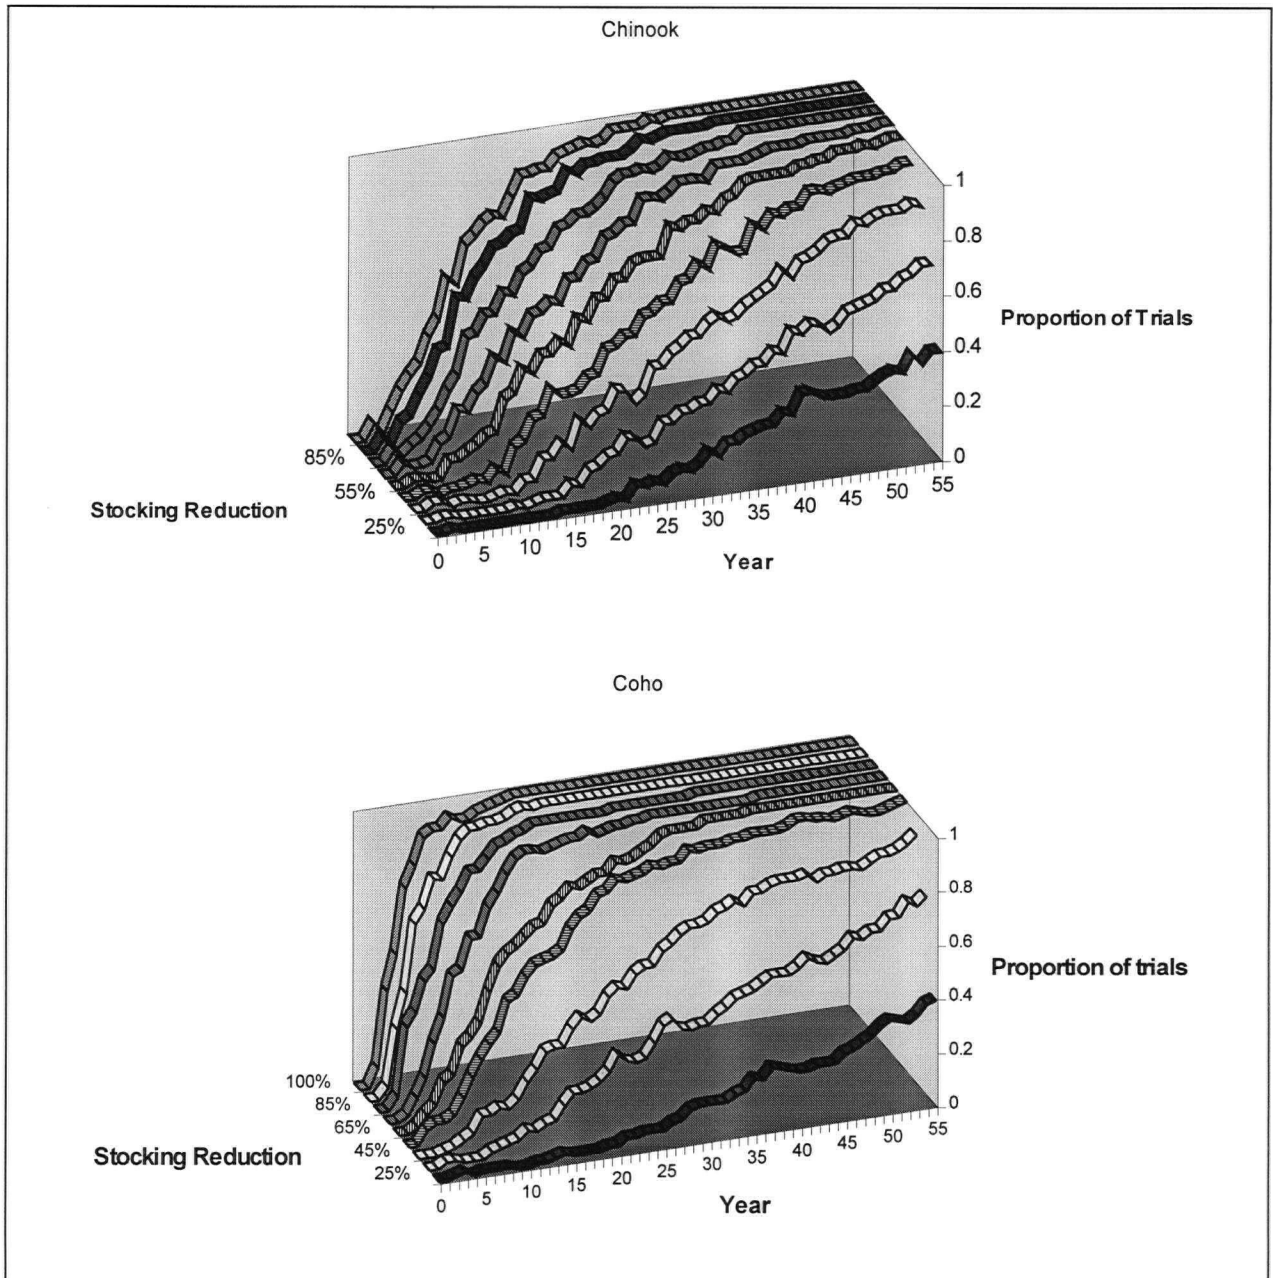 Chinook
1
0.8
0.6
Proportion of Trials
0.4
0.2
0
85%
55%
25%
Stocking Reduction
0 5 10 15 20 25 30 35 40 45 50 55
Year
Coho
1
0.8
0.6
Proportion of trials
0.4
0.2
0
100%
85%
65%
45%
25%
Stocking Reduction
0 5 10 15 20 25 30 35 40 45 50 55
Year